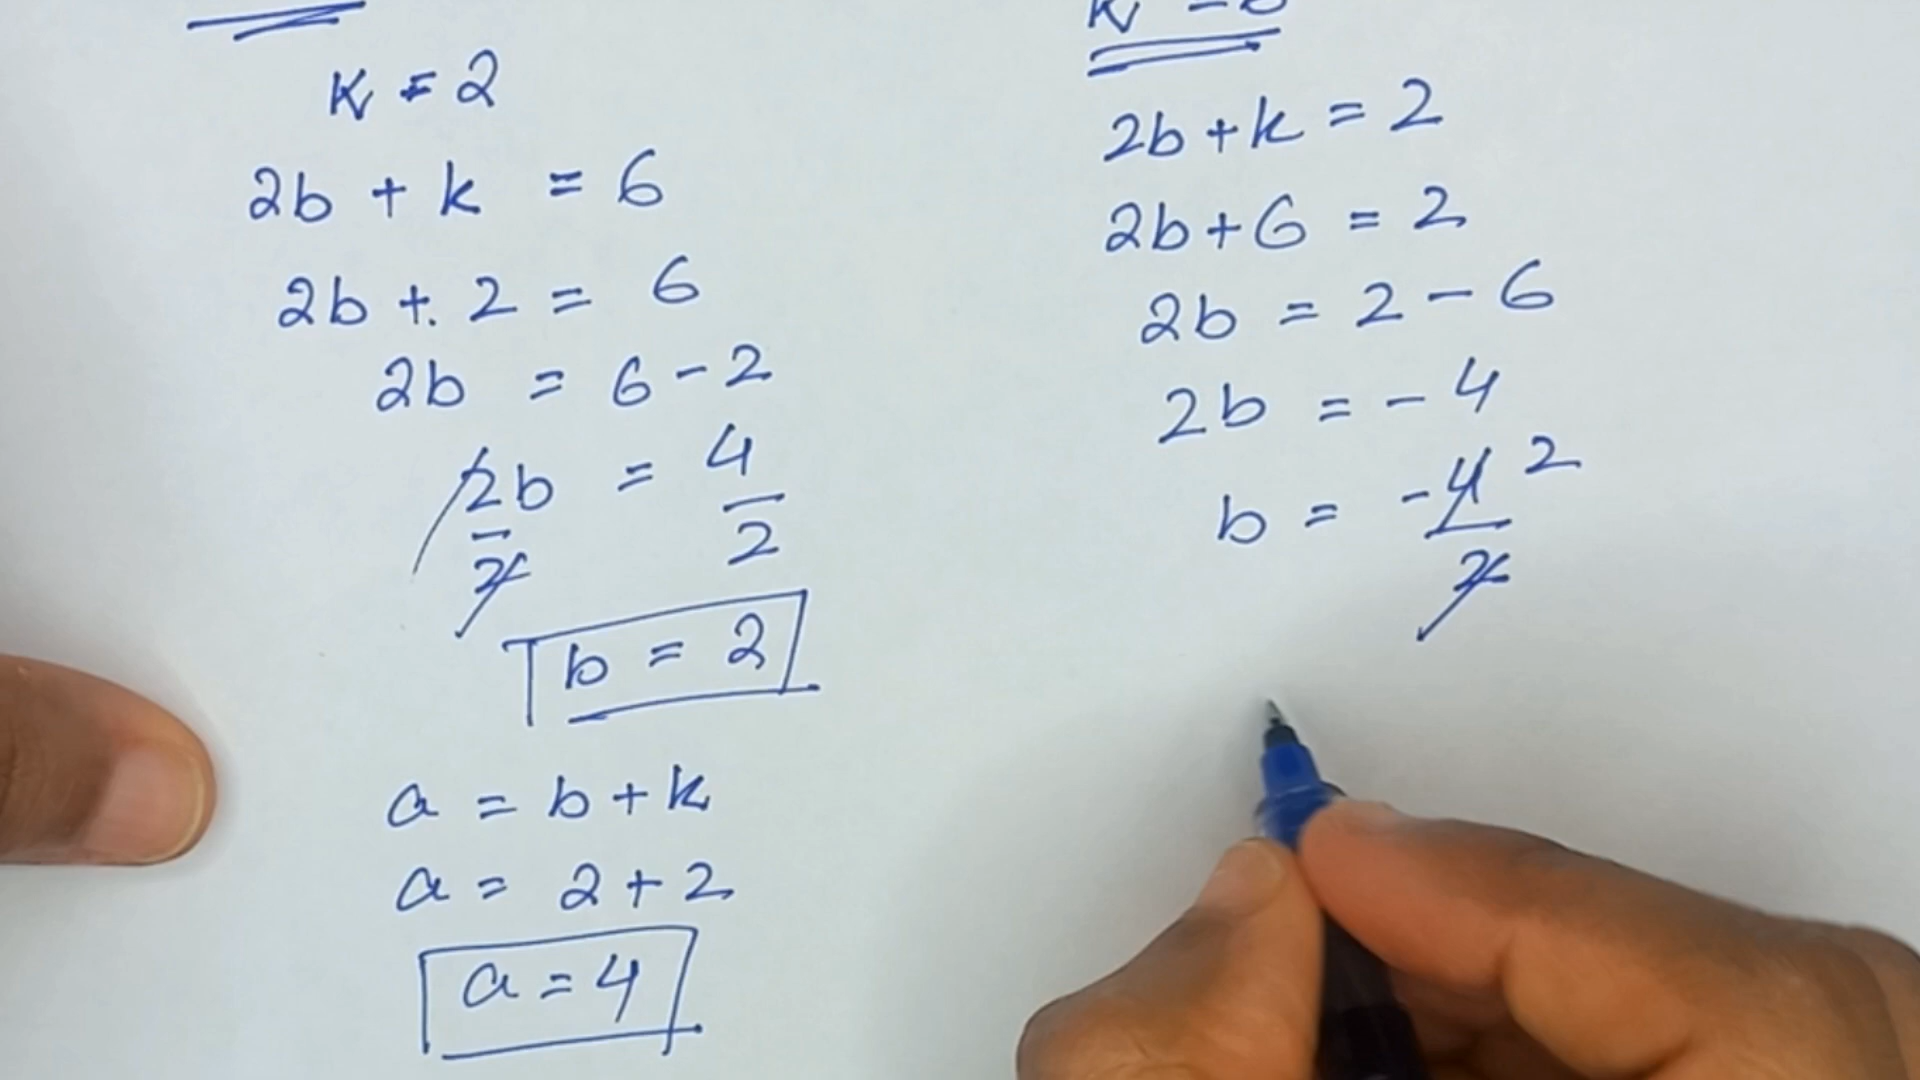 K = 2
2b + k = 6
2b + 2 = 6
2b = 6 - 2
2b/2 = 4/2
b = 2
a = b + k
a = 2 + 2
a = 4
2b + k = 2
2b + 6 = 2
2b = 2 - 6
2b = - 4
b = -4/2 2